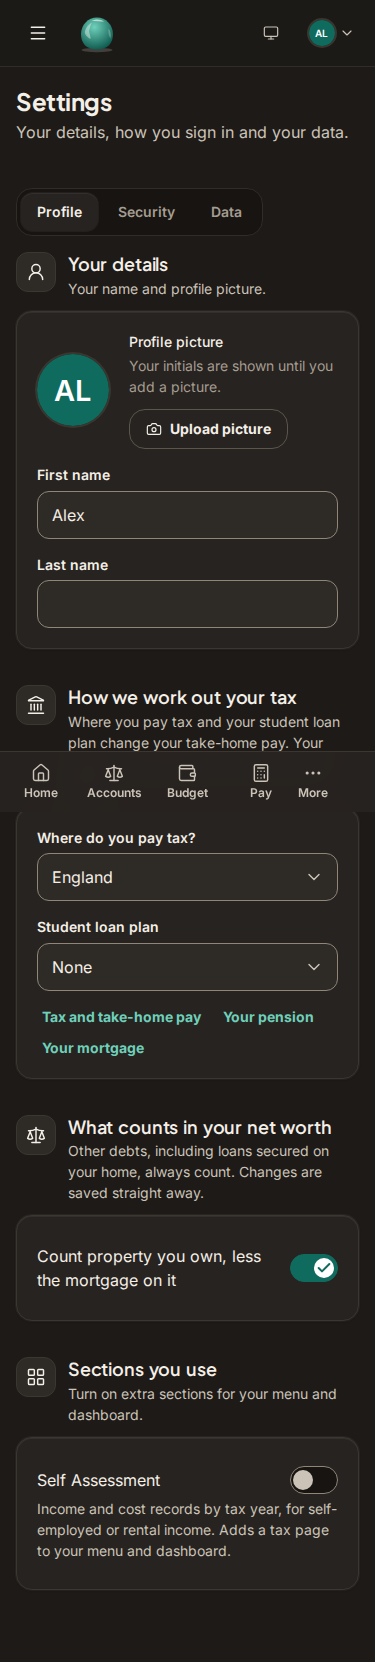 AL
Settings
Your details, how you sign in and your data.
Profile
Security
Data
Your details
Your name and profile picture.
AL
Profile picture
Your initials are shown until you
add a picture.
Upload picture
First name
Alex
Last name
How we work out your tax
Where you pay tax and your student loan
plan change your take-home pay. Your
Home
Accounts
Budget
Pay
More
Where do you pay tax?
England
Student loan plan
None
Tax and take-home pay
Your pension
Your mortgage
What counts in your net worth
Other debts, including loans secured on
your home, always count. Changes are
saved straight away.
Count property you own, less
the mortgage on it
Sections you use
Turn on extra sections for your menu and
dashboard.
Self Assessment
Income and cost records by tax year, for self-
employed or rental income. Adds a tax page
to your menu and dashboard.